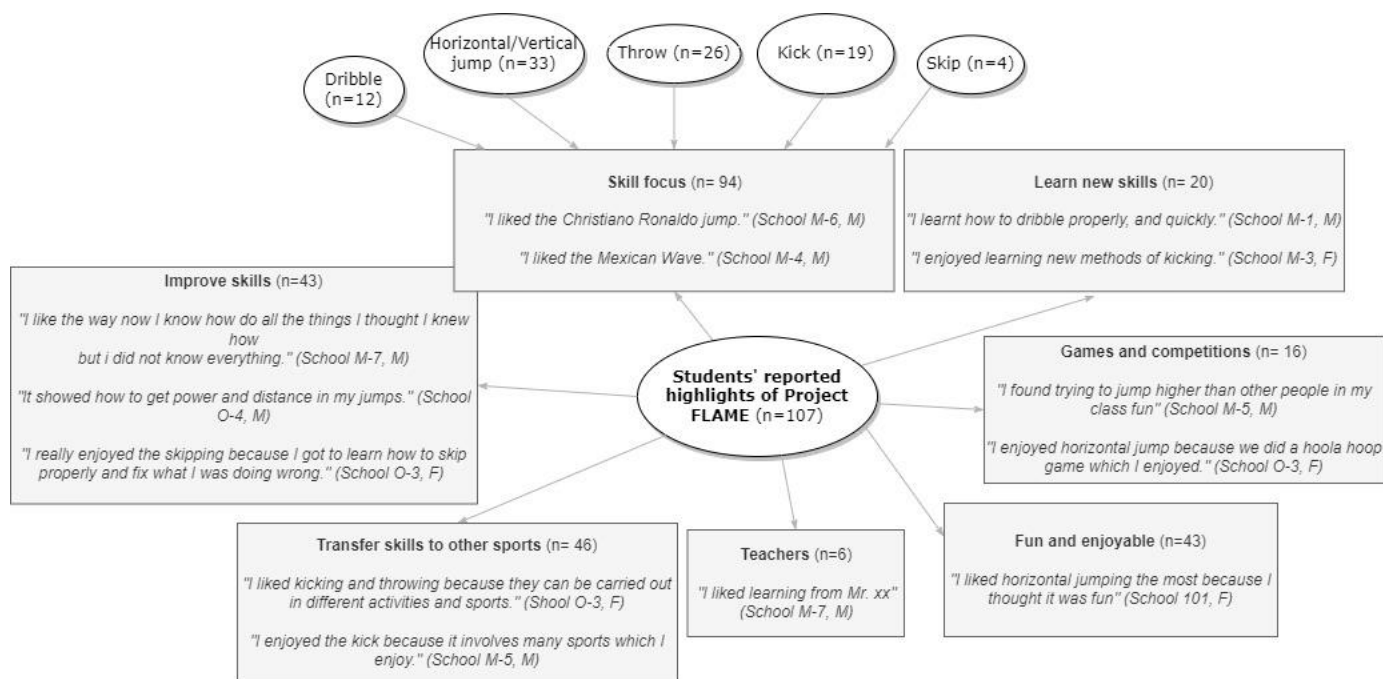 Dribble
(n=12)
Horizontal/Vertical
jump (n=33)
Throw (n=26)
Kick (n=19)
Skip (n=4)
Skill focus (n= 94)
"I liked the Christiano Ronaldo jump." (School M-6, M)
"I liked the Mexican Wave." (School M-4, M)
Learn new skills (n= 20)
"I learnt how to dribble properly, and quickly." (School M-1, M)
"I enjoyed learning new methods of kicking." (School M-3, F)
Improve skills (n=43)
"I like the way now I know how do all the things I thought I knew
how
but i did not know everything." (School M-7, M)
"It showed how to get power and distance in my jumps." (School
O-4, M)
"I really enjoyed the skipping because I got to learn how to skip
properly and fix what I was doing wrong." (School O-3, F)
Students' reported
highlights of Project
FLAME (n=107)
Games and competitions (n= 16)
"I found trying to jump higher than other people in my
class fun" (School M-5, M)
"I enjoyed horizontal jump because we did a hoola hoop
game which I enjoyed." (School O-3, F)
Transfer skills to other sports (n= 46)
"I liked kicking and throwing because they can be carried out
in different activities and sports." (Shool O-3, F)
"I enjoyed the kick because it involves many sports which I
enjoy." (School M-5, M)
Teachers (n=6)
"I liked learning from Mr. xx"
(School M-7, M)
Fun and enjoyable (n=43)
"I liked horizontal jumping the most because I
thought it was fun" (School 101, F)